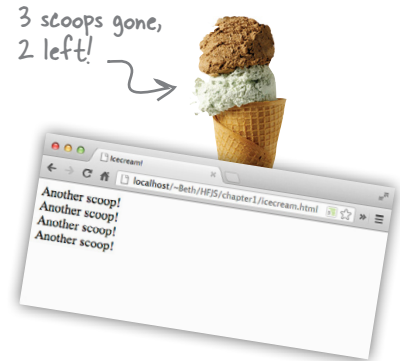 3 scoops gone,
2 left!
Icecream!
localhost/~Beth/HFJS/chapter1/icecream.html
Another scoop!
Another scoop!
Another scoop!
Another scoop!